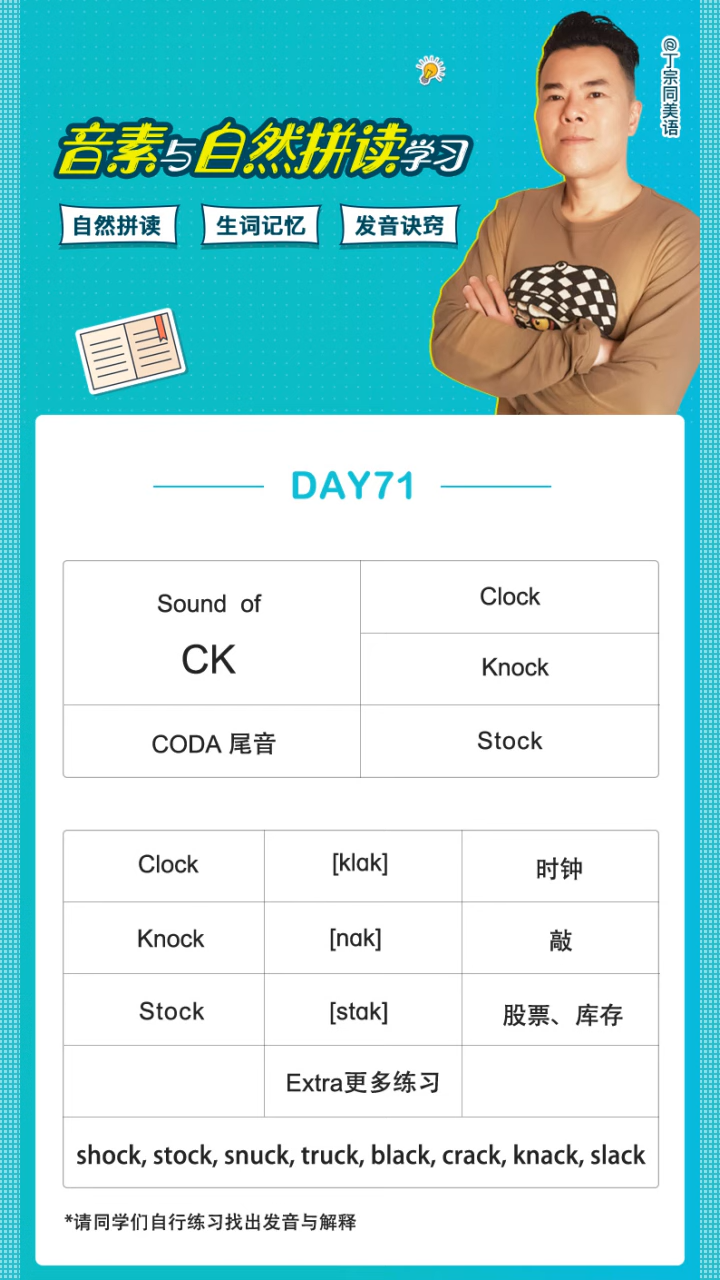 @丁宗同美语
音素与自然拼读学习
自然拼读 生词记忆 发音诀窍
DAY71
Sound of
CK
Clock
Knock
CODA 尾音
Stock
Clock [klɑk] 时钟
Knock [nɑk] 敲
Stock [stɑk] 股票、库存
Extra更多练习
shock, stock, snuck, truck, black, crack, knack, slack
*请同学们自行练习找出发音与解释